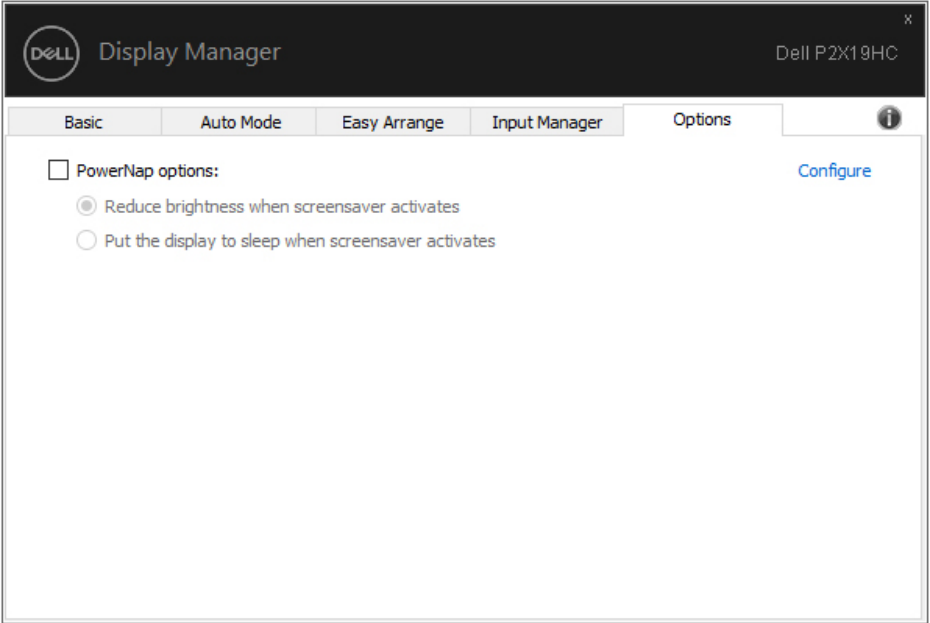 x
DELL Display Manager
Dell P2X19HC
Basic Auto Mode Easy Arrange Input Manager Options i
PowerNap options: Configure
Reduce brightness when screensaver activates
Put the display to sleep when screensaver activates